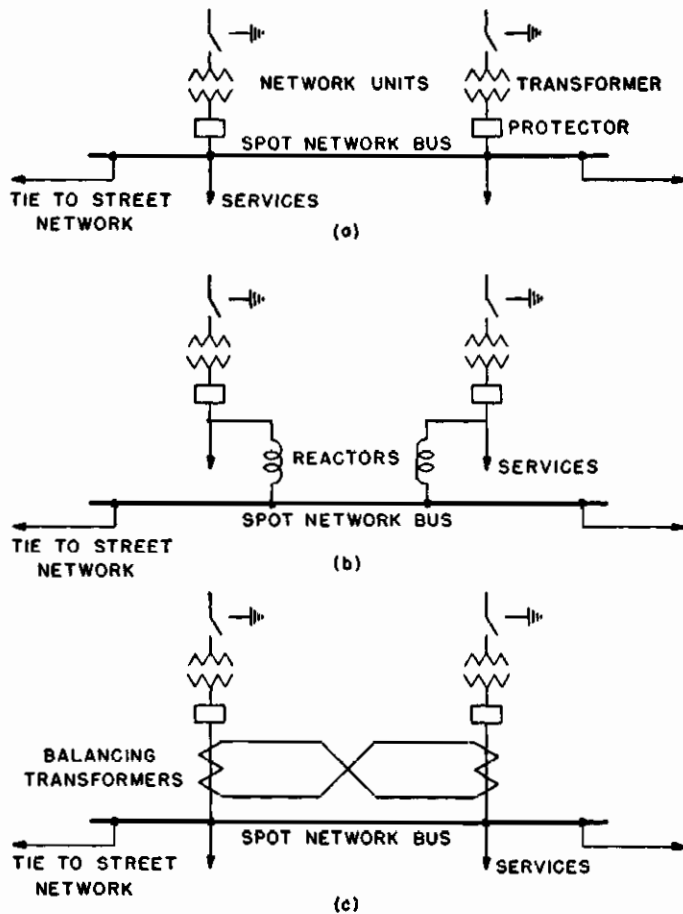 NETWORK UNITS
TRANSFORMER
PROTECTOR
SPOT NETWORK BUS
TIE TO STREET
NETWORK
SERVICES
(a)
REACTORS
SERVICES
SPOT NETWORK BUS
TIE TO STREET
NETWORK
(b)
BALANCING
TRANSFORMERS
SPOT NETWORK BUS
TIE TO STREET
NETWORK
SERVICES
(c)